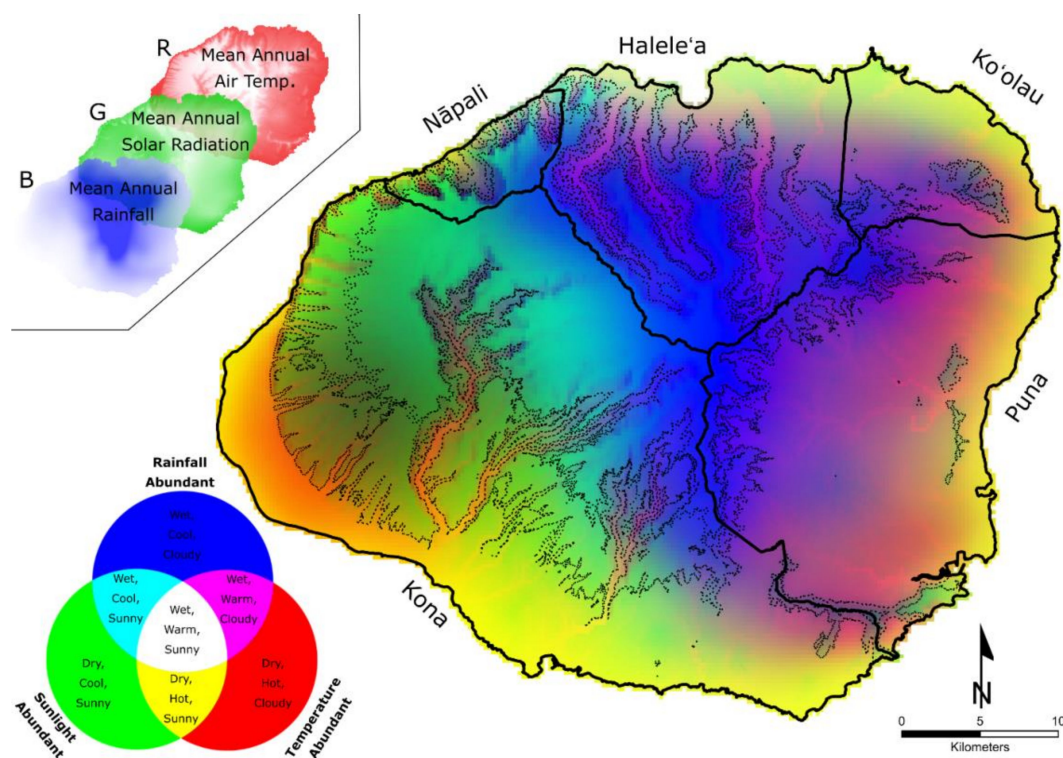 R
Mean Annual
Air Temp.
G
Mean Annual
Solar Radiation
B
Mean Annual
Rainfall
Nāpali
Haleleʻa
Koʻolau
Puna
Kona
Rainfall
Abundant
Wet,
Cool,
Cloudy
Wet,
Cool,
Sunny
Wet,
Warm,
Cloudy
Wet,
Warm,
Sunny
Dry,
Cool,
Sunny
Dry,
Hot,
Sunny
Dry,
Hot,
Cloudy
Sunlight
Abundant
Temperature
Abundant
N
0 5 10
Kilometers